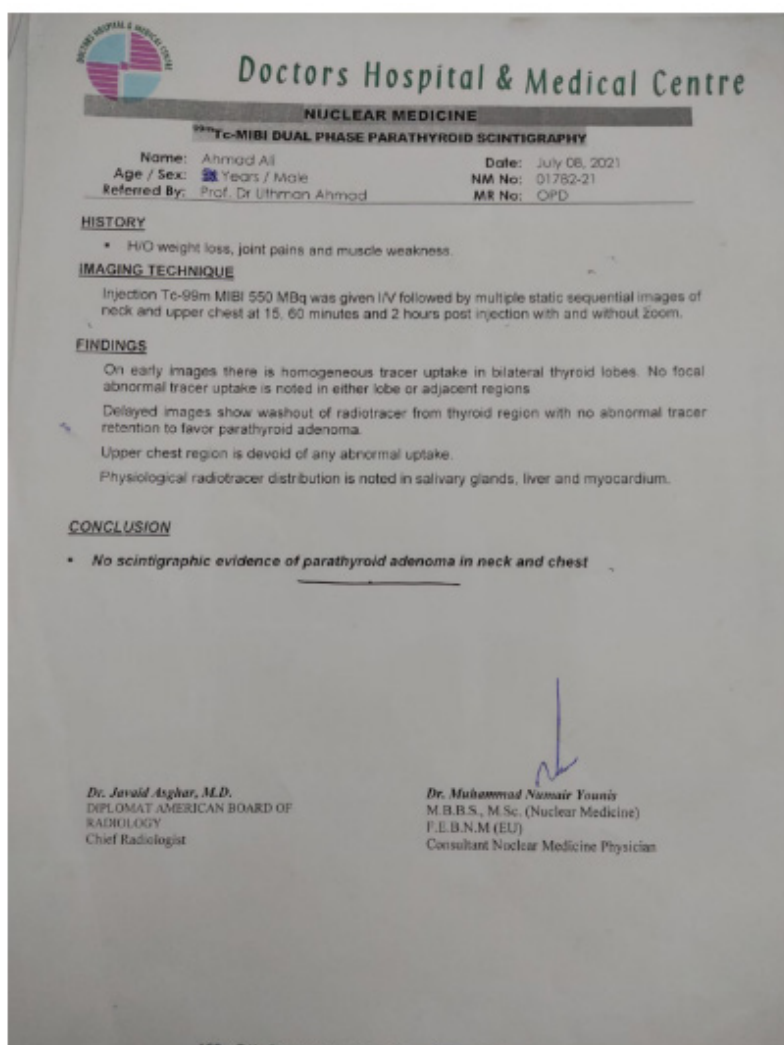 DOCTORS HOSPITAL & MEDICAL CENTRE
Doctors Hospital & Medical Centre
NUCLEAR MEDICINE
99mTc-MIBI DUAL PHASE PARATHYROID SCINTIGRAPHY
Name: Ahmad Ali Date: July 08, 2021
Age / Sex: Years / Male NM No: 01782-21
Referred By: Prof. Dr Uthman Ahmad MR No: OPD
HISTORY
• H/O weight loss, joint pains and muscle weakness.
IMAGING TECHNIQUE
Injection Tc-99m MIBI 550 MBq was given I/V followed by multiple static sequential images of
neck and upper chest at 15, 60 minutes and 2 hours post injection with and without zoom.
FINDINGS
On early images there is homogeneous tracer uptake in bilateral thyroid lobes. No focal
abnormal tracer uptake is noted in either lobe or adjacent regions
Delayed images show washout of radiotracer from thyroid region with no abnormal tracer
retention to favor parathyroid adenoma.
Upper chest region is devoid of any abnormal uptake.
Physiological radiotracer distribution is noted in salivary glands, liver and myocardium.
CONCLUSION
• No scintigraphic evidence of parathyroid adenoma in neck and chest
Dr. Javaid Asghar, M.D.
DIPLOMAT AMERICAN BOARD OF
RADIOLOGY
Chief Radiologist
Dr. Muhammad Numair Younis
M.B.B.S., M.Sc. (Nuclear Medicine)
F.E.B.N.M (EU)
Consultant Nuclear Medicine Physician